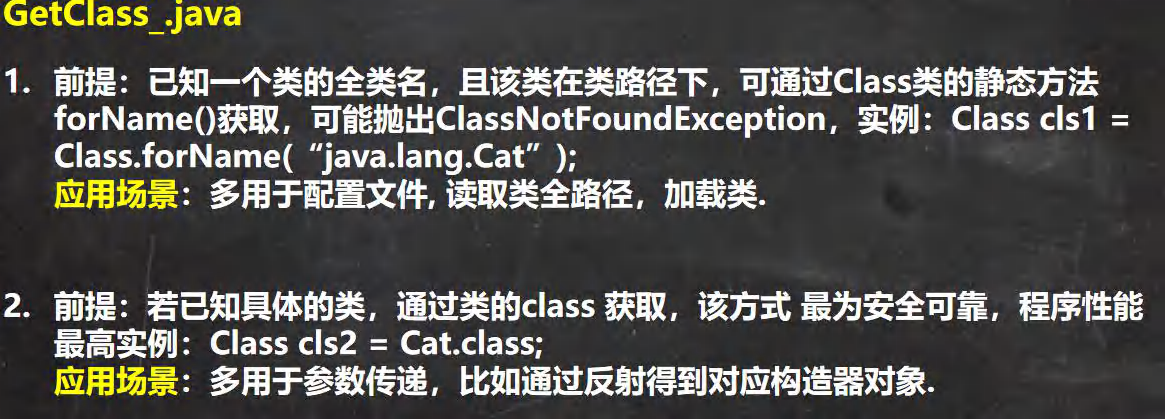 GetClass_.java
1. 前提：已知一个类的全类名，且该类在类路径下，可通过Class类的静态方法
forName()获取，可能抛出ClassNotFoundException，实例：Class cls1 =
Class.forName(“java.lang.Cat”);
应用场景：多用于配置文件, 读取类全路径，加载类.
2. 前提：若已知具体的类，通过类的class 获取，该方式 最为安全可靠，程序性能
最高实例：Class cls2 = Cat.class;
应用场景：多用于参数传递，比如通过反射得到对应构造器对象.